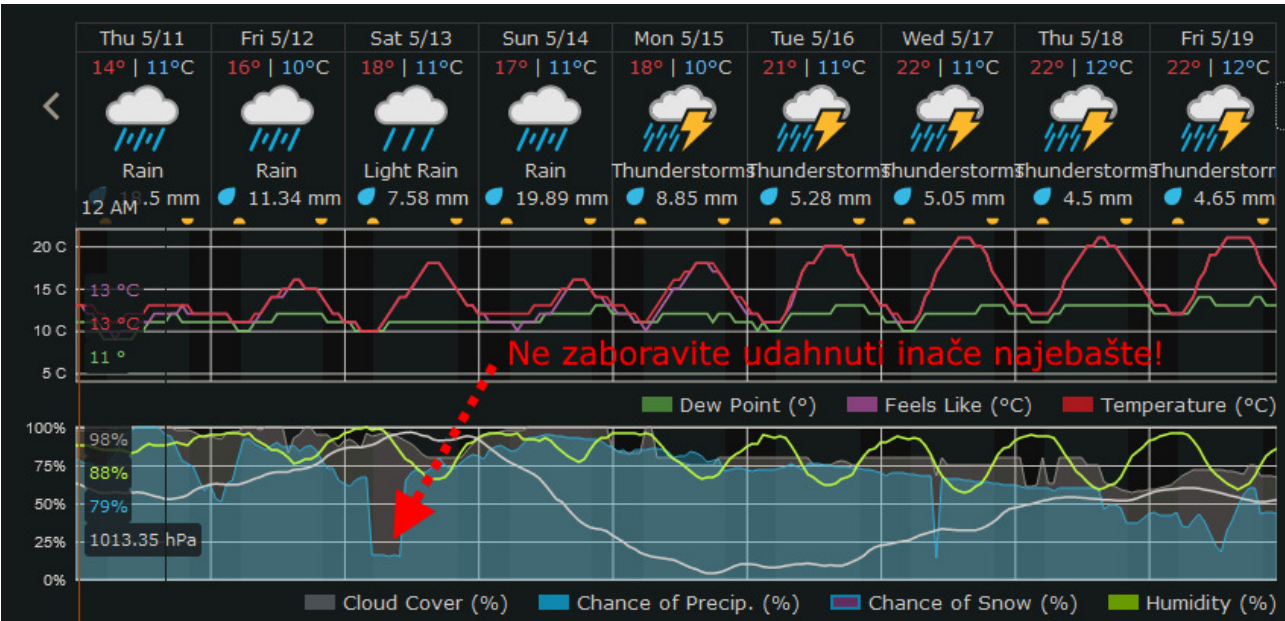 Thu 5/11 Fri 5/12 Sat 5/13 Sun 5/14 Mon 5/15 Tue 5/16 Wed 5/17 Thu 5/18 Fri 5/19
14° | 11°C 16° | 10°C 18° | 11°C 17° | 11°C 18° | 10°C 21° | 11°C 22° | 11°C 22° | 12°C 22° | 12°C
Rain Rain Light Rain Rain Thunderstorms Thunderstorms Thunderstorms Thunderstorms Thunderstorm
18.5 mm 11.34 mm 7.58 mm 19.89 mm 8.85 mm 5.28 mm 5.05 mm 4.5 mm 4.65 mm
12 AM
20 C
15 C
13 °C
13 °C
10 C
11 °
Ne zaboravite udahnuti inače najebašte!
5 C
Dew Point (°) Feels Like (°C) Temperature (°C)
100%
98%
75%
88%
50%
79%
25%
1013.35 hPa
0%
Cloud Cover (%) Chance of Precip. (%) Chance of Snow (%) Humidity (%)